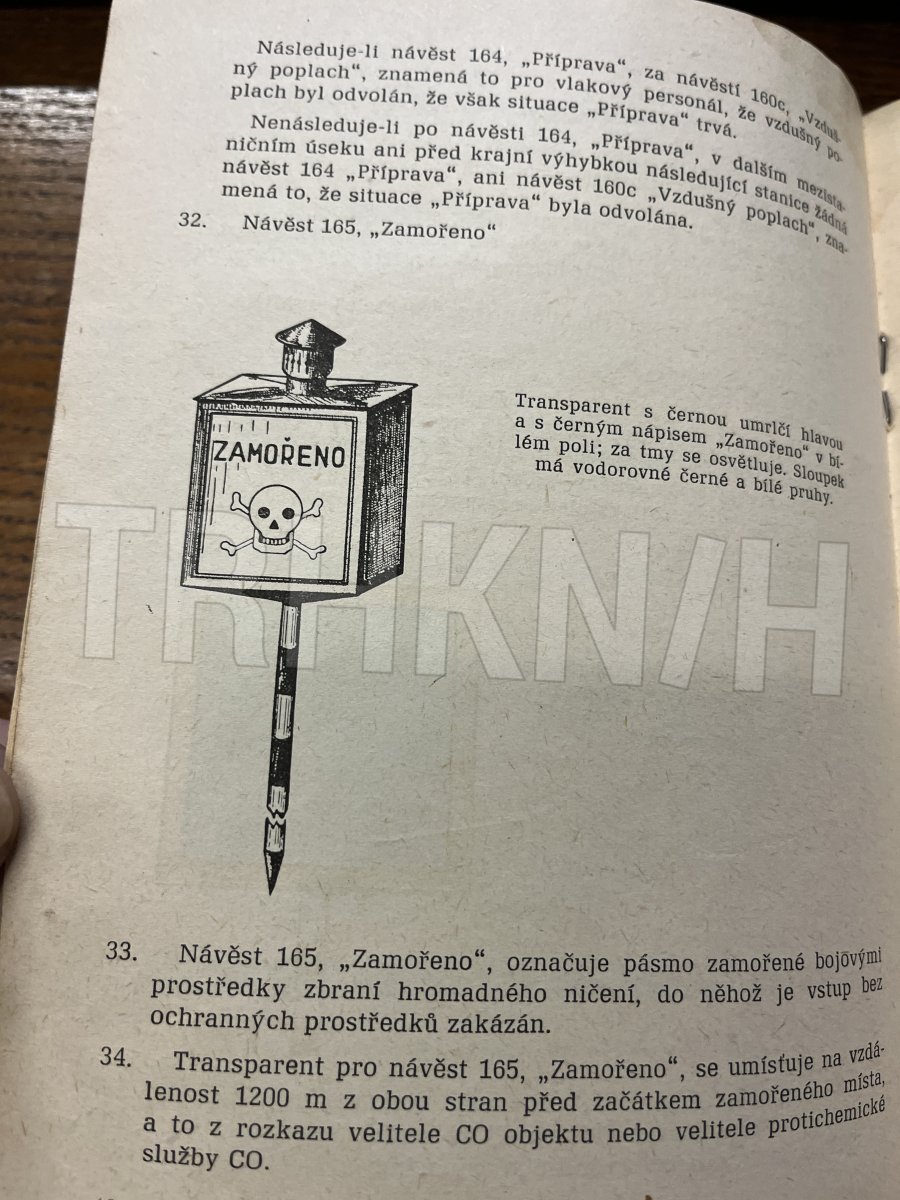 Následuje-li návěst 164, „Příprava“, za návěstí 160c, „Vzduš-
ný poplach“, znamená to pro vlakový personál, že vzdušný po-
plach byl odvolán, že však situace „Příprava“ trvá.
Nenásleduje-li po návěsti 164, „Příprava“, v dalším mezista-
ničním úseku ani před krajní výhybkou následující stanice žádná
návěst 164 „Příprava“, ani návěst 160c „Vzdušný poplach“, zna-
mená to, že situace „Příprava“ byla odvolána.
32. Návěst 165, „Zamořeno“
ZAMOŘENO
Transparent s černou umrlčí hlavou
a s černým nápisem „Zamořeno“ v bí-
lém poli; za tmy se osvětluje. Sloupek
má vodorovné černé a bílé pruhy.
TRHKN/H
33. Návěst 165, „Zamořeno“, označuje pásmo zamořené bojovými
prostředky zbraní hromadného ničení, do něhož je vstup bez
ochranných prostředků zakázán.
34. Transparent pro návěst 165, „Zamořeno“, se umísťuje na vzdá-
lenost 1200 m z obou stran před začátkem zamořeného místa,
a to z rozkazu velitele CO objektu nebo velitele protichemické
služby CO.